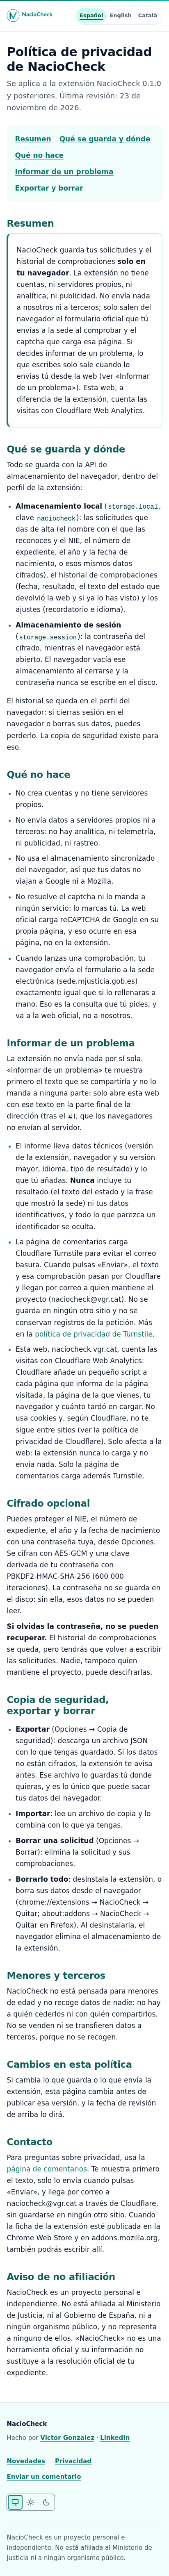 NacioCheck
Español English Català
Política de privacidad
de NacioCheck
Se aplica a la extensión NacioCheck 0.1.0
y posteriores. Última revisión: 23 de
noviembre de 2026.
Resumen Qué se guarda y dónde
Qué no hace
Informar de un problema
Exportar y borrar
Resumen
NacioCheck guarda tus solicitudes y el
historial de comprobaciones solo en
tu navegador. La extensión no tiene
cuentas, ni servidores propios, ni
analítica, ni publicidad. No envía nada
a nosotros ni a terceros; solo salen del
navegador el formulario oficial que tú
envías a la sede al comprobar y el
captcha que carga esa página. Si
decides informar de un problema, lo
que escribes solo sale cuando lo
envías tú desde la web (ver «Informar
de un problema»). Esta web, a
diferencia de la extensión, cuenta las
visitas con Cloudflare Web Analytics.
Qué se guarda y dónde
Todo se guarda con la API de
almacenamiento del navegador, dentro del
perfil de la extensión:
• Almacenamiento local (storage.local,
clave naciocheck): las solicitudes que
das de alta (el nombre con el que las
reconoces y el NIE, el número de
expediente, el año y la fecha de
nacimiento, o esos mismos datos
cifrados), el historial de comprobaciones
(fecha, resultado, el texto del estado que
devolvió la sede y si ya lo has visto) y los
ajustes (recordatorio e idioma).
• Almacenamiento de sesión
(storage.session): la contraseña del
cifrado, mientras el navegador está
abierto. El navegador vacía ese
almacenamiento al cerrarse y la
contraseña nunca se escribe en el disco.
El historial se queda en el perfil del
navegador: si cierras sesión en el
navegador o borras sus datos, puedes
perderlo. La copia de seguridad existe para
eso.
Qué no hace
• No crea cuentas y no tiene servidores
propios.
• No envía datos a servidores propios ni a
terceros: no hay analítica, ni telemetría,
ni publicidad, ni rastreo.
• No usa el almacenamiento sincronizado
del navegador, así que tus datos no
viajan a Google ni a Mozilla.
• No resuelve el captcha ni lo manda a
ningún servicio: lo marcas tú. La web
oficial carga reCAPTCHA de Google en su
propia página, y eso ocurre en esa
página, no en la extensión.
• Cuando lanzas una comprobación, tu
navegador envía el formulario a la sede
electrónica (sede.mjusticia.gob.es)
exactamente igual que si lo rellenaras a
mano. Eso es la consulta que tú pides, y
va a la web oficial, no a nosotros.
Informar de un problema
La extensión no envía nada por sí sola.
«Informar de un problema» te muestra
primero el texto que se compartiría y no lo
manda a ninguna parte: solo abre esta web
con ese texto en la parte final de la
dirección (tras el #), que los navegadores
no envían al servidor.
• El informe lleva datos técnicos (versión
de la extensión, navegador y su versión
mayor, idioma, tipo de resultado) y lo
que tú añadas. Nunca incluye tu
resultado (el texto del estado y la frase
que mostró la sede) ni tus datos
identificativos, y todo lo que parezca un
identificador se oculta.
• La página de comentarios carga
Cloudflare Turnstile para evitar el correo
basura. Cuando pulsas «Enviar», el texto
y esa comprobación pasan por Cloudflare
y llegan por correo a quien mantiene el
proyecto (naciocheck@vgr.cat). No se
guarda en ningún otro sitio y no se
conservan registros de la petición. Más
en la política de privacidad de Turnstile.
• Esta web, naciocheck.vgr.cat, cuenta las
visitas con Cloudflare Web Analytics:
Cloudflare añade un pequeño script a
cada página que informa de la página
visitada, la página de la que vienes, tu
navegador y cuánto tardó en cargar. No
usa cookies y, según Cloudflare, no te
sigue entre sitios (ver la política de
privacidad de Cloudflare). Solo afecta a la
web: la extensión nunca lo carga y no
envía nada. Solo la página de
comentarios carga además Turnstile.
Cifrado opcional
Puedes proteger el NIE, el número de
expediente, el año y la fecha de nacimiento
con una contraseña tuya, desde Opciones.
Se cifran con AES-GCM y una clave
derivada de tu contraseña con
PBKDF2-HMAC-SHA-256 (600 000
iteraciones). La contraseña no se guarda en
el disco: sin ella, esos datos no se pueden
leer.
Si olvidas la contraseña, no se pueden
recuperar. El historial de comprobaciones
se queda, pero tendrás que volver a escribir
las solicitudes. Nadie, tampoco quien
mantiene el proyecto, puede descifrarlas.
Copia de seguridad,
exportar y borrar
• Exportar (Opciones → Copia de
seguridad): descarga un archivo JSON
con lo que tengas guardado. Si los datos
no están cifrados, la extensión te avisa
antes. Ese archivo lo guardas tú donde
quieras, y es lo único que puede sacar
tus datos del navegador.
• Importar: lee un archivo de copia y lo
combina con lo que ya tengas.
• Borrar una solicitud (Opciones →
Borrar): elimina la solicitud y sus
comprobaciones.
• Borrarlo todo: desinstala la extensión, o
borra sus datos desde el navegador
(chrome://extensions → NacioCheck →
Quitar; about:addons → NacioCheck →
Quitar en Firefox). Al desinstalarla, el
navegador elimina el almacenamiento de
la extensión.
Menores y terceros
NacioCheck no está pensada para menores
de edad y no recoge datos de nadie: no hay
a quién cederlos ni con quién compartirlos.
No se venden ni se transfieren datos a
terceros, porque no se recogen.
Cambios en esta política
Si cambia lo que guarda o lo que envía la
extensión, esta página cambia antes de
publicar esa versión, y la fecha de revisión
de arriba lo dirá.
Contacto
Para preguntas sobre privacidad, usa la
página de comentarios. Te muestra primero
el texto, solo lo envía cuando pulsas
«Enviar», y llega por correo a
naciocheck@vgr.cat a través de Cloudflare,
sin guardarse en ningún otro sitio. Cuando
la ficha de la extensión esté publicada en la
Chrome Web Store y en addons.mozilla.org,
también podrás escribir allí.
Aviso de no afiliación
NacioCheck es un proyecto personal e
independiente. No está afiliada al Ministerio
de Justicia, ni al Gobierno de España, ni a
ningún organismo público, y no representa
a ninguno de ellos. «NacioCheck» no es una
herramienta oficial y su información no
sustituye a la resolución oficial de tu
expediente.
NacioCheck
Hecho por Victor Gonzalez · LinkedIn
Novedades Privacidad
Enviar un comentario
NacioCheck es un proyecto personal e
independiente. No está afiliada al Ministerio de
Justicia ni a ningún organismo público.